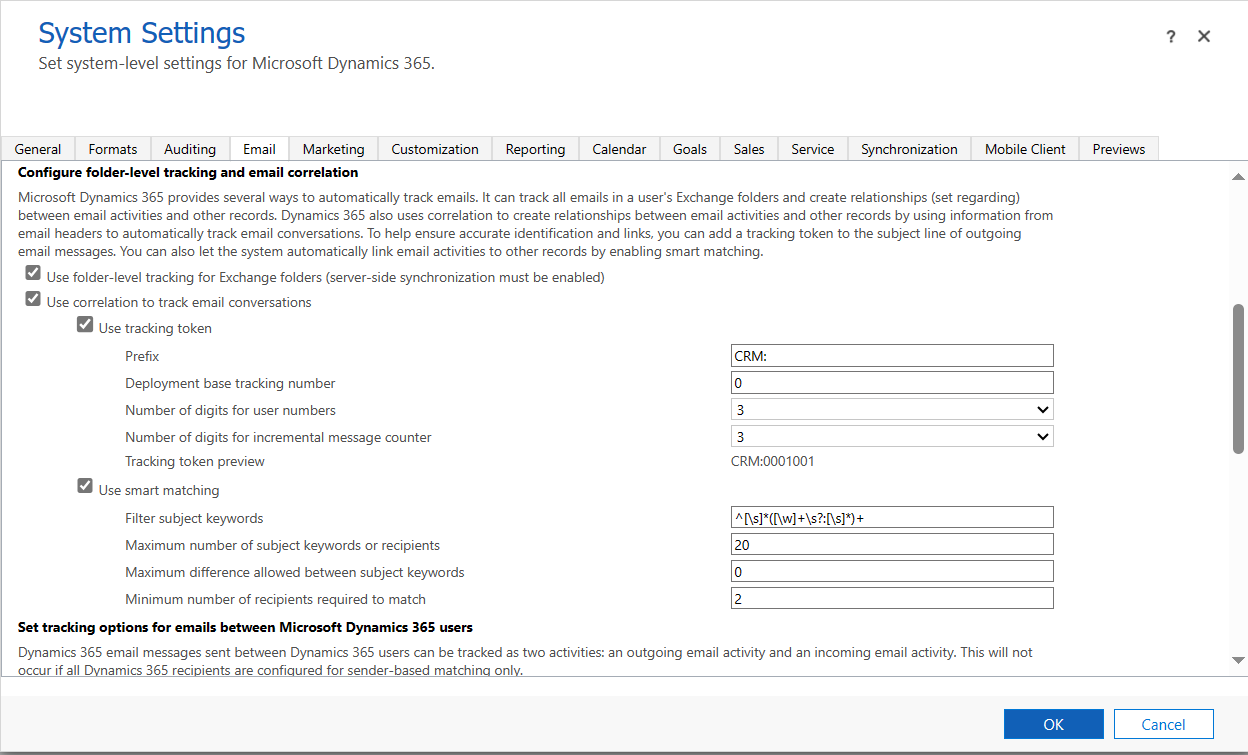 System Settings
? ✕
Set system-level settings for Microsoft Dynamics 365.
General Formats Auditing Email Marketing Customization Reporting Calendar Goals Sales Service Synchronization Mobile Client Previews
Configure folder-level tracking and email correlation
Microsoft Dynamics 365 provides several ways to automatically track emails. It can track all emails in a user's Exchange folders and create relationships (set regarding)
between email activities and other records. Dynamics 365 also uses correlation to create relationships between email activities and other records by using information from
email headers to automatically track email conversations. To help ensure accurate identification and links, you can add a tracking token to the subject line of outgoing
email messages. You can also let the system automatically link email activities to other records by enabling smart matching.
Use folder-level tracking for Exchange folders (server-side synchronization must be enabled)
Use correlation to track email conversations
Use tracking token
Prefix CRM:
Deployment base tracking number 0
Number of digits for user numbers 3
Number of digits for incremental message counter 3
Tracking token preview CRM:0001001
Use smart matching
Filter subject keywords ^[\s]*([\w]+\s?:[\s]*)+
Maximum number of subject keywords or recipients 20
Maximum difference allowed between subject keywords 0
Minimum number of recipients required to match 2
Set tracking options for emails between Microsoft Dynamics 365 users
Dynamics 365 email messages sent between Dynamics 365 users can be tracked as two activities: an outgoing email activity and an incoming email activity. This will not
occur if all Dynamics 365 recipients are configured for sender-based matching only.
OK Cancel